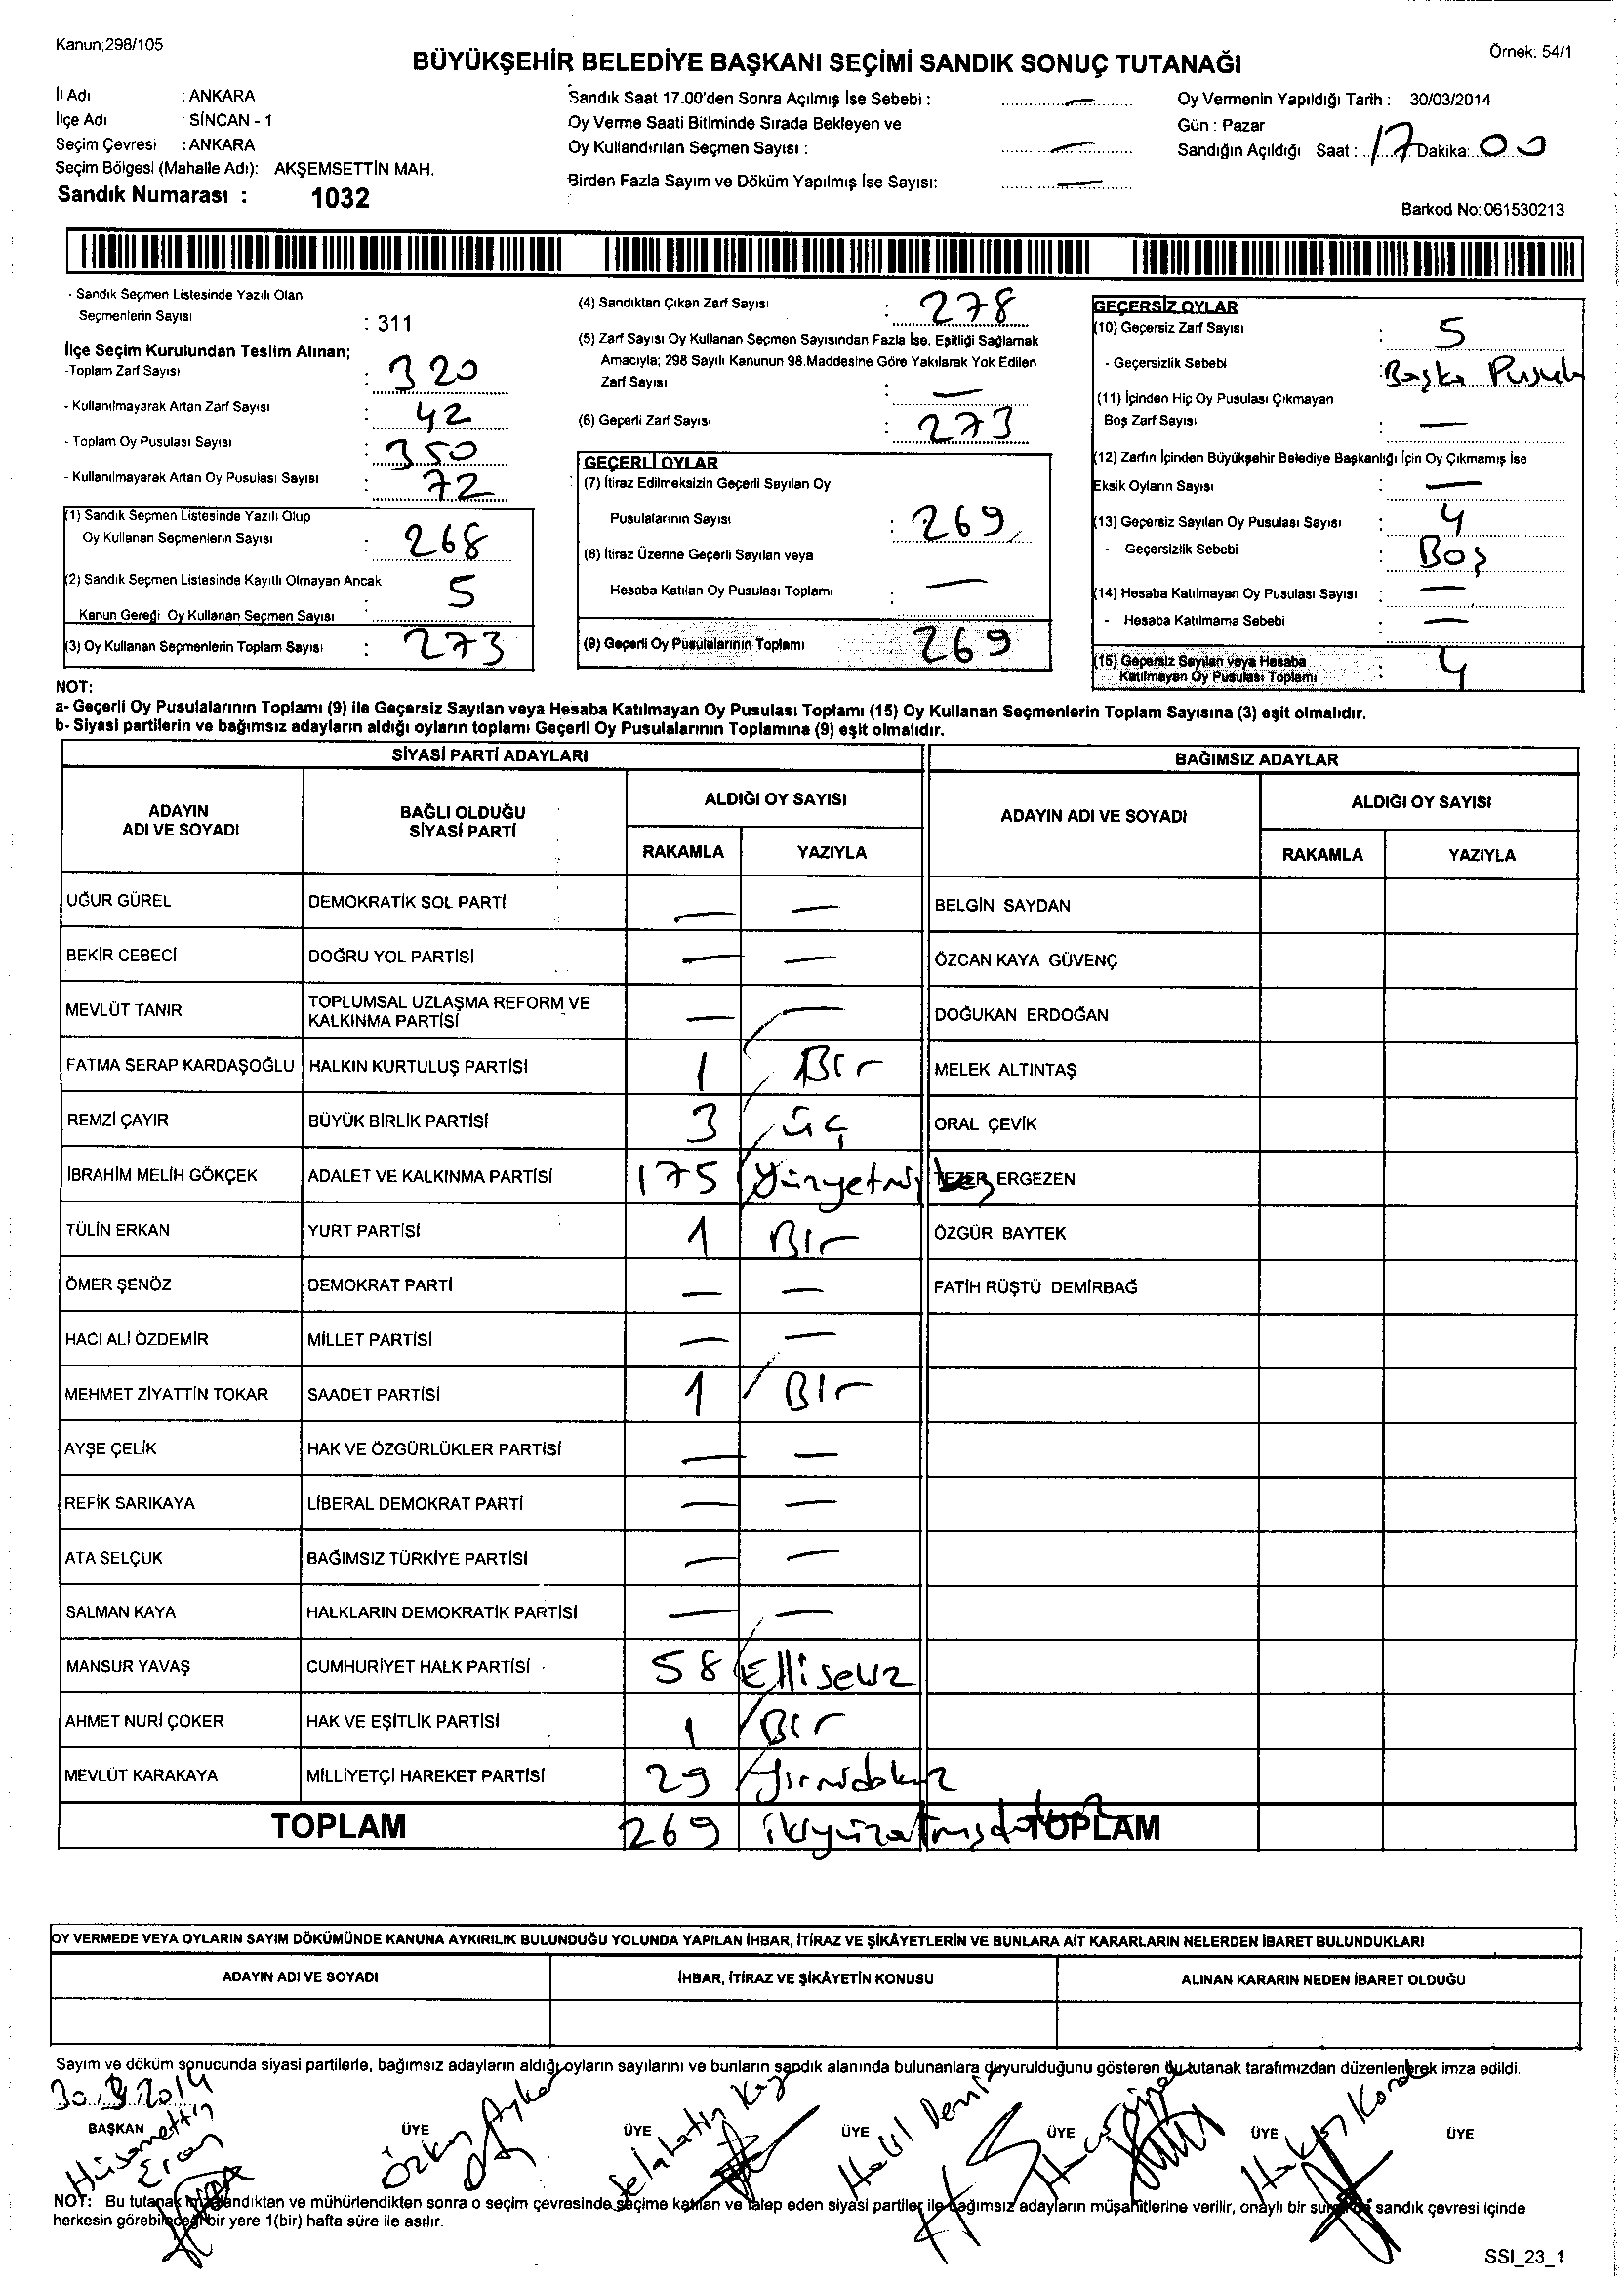 Kanun;298/105
Örnek: 54/1
BÜYÜKŞEHİR BELEDİYE BAŞKANI SEÇİMİ SANDIK SONUÇ TUTANAĞI
İl Adı : ANKARA
İlçe Adı : SİNCAN - 1
Seçim Çevresi : ANKARA
Seçim Bölgesi (Mahalle Adı): AKŞEMSETTİN MAH.
Sandık Numarası : 1032
Sandık Saat 17.00'den Sonra Açılmış İse Sebebi : —
Oy Verme Saati Bitiminde Sırada Bekleyen ve
Oy Kullandırılan Seçmen Sayısı : —
Birden Fazla Sayım ve Döküm Yapılmış İse Sayısı: —
Oy Vermenin Yapıldığı Tarih : 30/03/2014
Gün : Pazar
Sandığın Açıldığı Saat : 17 Dakika: 00
Barkod No: 061530213
- Sandık Seçmen Listesinde Yazılı Olan
Seçmenlerin Sayısı : 311
İlçe Seçim Kurulundan Teslim Alınan;
-Toplam Zarf Sayısı : 320
- Kullanılmayarak Artan Zarf Sayısı : 42
- Toplam Oy Pusulası Sayısı : 350
- Kullanılmayarak Artan Oy Pusulası Sayısı : 72
(1) Sandık Seçmen Listesinde Yazılı Olup
Oy Kullanan Seçmenlerin Sayısı : 268
(2) Sandık Seçmen Listesinde Kayıtlı Olmayan Ancak
Kanun Gereği Oy Kullanan Seçmen Sayısı : 5
(3) Oy Kullanan Seçmenlerin Toplam Sayısı : 273
(4) Sandıktan Çıkan Zarf Sayısı : 278
(5) Zarf Sayısı Oy Kullanan Seçmen Sayısından Fazla İse, Eşitliği Sağlamak
Amacıyla; 298 Sayılı Kanunun 98.Maddesine Göre Yakılarak Yok Edilen
Zarf Sayısı : —
(6) Geçerli Zarf Sayısı : 273
GEÇERLİ OYLAR
(7) İtiraz Edilmeksizin Geçerli Sayılan Oy
Pusulalarının Sayısı : 269
(8) İtiraz Üzerine Geçerli Sayılan veya
Hesaba Katılan Oy Pusulası Toplamı : —
(9) Geçerli Oy Pusulalarının Toplamı 269
GEÇERSİZ OYLAR
(10) Geçersiz Zarf Sayısı : 5
- Geçersizlik Sebebi : Başka Pusula
(11) İçinden Hiç Oy Pusulası Çıkmayan
Boş Zarf Sayısı : —
(12) Zarfın İçinden Büyükşehir Belediye Başkanlığı İçin Oy Çıkmamış İse
Eksik Oyların Sayısı : —
(13) Geçersiz Sayılan Oy Pusulası Sayısı : 4
- Geçersizlik Sebebi : Boş
(14) Hesaba Katılmayan Oy Pusulası Sayısı : —
- Hesaba Katılmama Sebebi : —
(15) Geçersiz Sayılan veya Hesaba
Katılmayan Oy Pusulası Toplamı : 4
NOT:
a- Geçerli Oy Pusulalarının Toplamı (9) ile Geçersiz Sayılan veya Hesaba Katılmayan Oy Pusulası Toplamı (15) Oy Kullanan Seçmenlerin Toplam Sayısına (3) eşit olmalıdır.
b- Siyasi partilerin ve bağımsız adayların aldığı oyların toplamı Geçerli Oy Pusulalarının Toplamına (9) eşit olmalıdır.
SİYASİ PARTİ ADAYLARI BAĞIMSIZ ADAYLAR
ADAYIN ADI VE SOYADI BAĞLI OLDUĞU SİYASİ PARTİ ALDIĞI OY SAYISI ADAYIN ADI VE SOYADI ALDIĞI OY SAYISI
RAKAMLA YAZIYLA RAKAMLA YAZIYLA
UĞUR GÜREL DEMOKRATİK SOL PARTİ — — BELGİN SAYDAN
BEKİR CEBECİ DOĞRU YOL PARTİSİ — — ÖZCAN KAYA GÜVENÇ
MEVLÜT TANIR TOPLUMSAL UZLAŞMA REFORM VE KALKINMA PARTİSİ — — DOĞUKAN ERDOĞAN
FATMA SERAP KARDAŞOĞLU HALKIN KURTULUŞ PARTİSİ 1 Bir MELEK ALTINTAŞ
REMZİ ÇAYIR BÜYÜK BİRLİK PARTİSİ 3 üç ORAL ÇEVİK
İBRAHİM MELİH GÖKÇEK ADALET VE KALKINMA PARTİSİ 175 Yüzyetmişbeş TEZER ERGEZEN
TÜLİN ERKAN YURT PARTİSİ 1 Bir ÖZGÜR BAYTEK
ÖMER ŞENÖZ DEMOKRAT PARTİ — — FATİH RÜŞTÜ DEMİRBAĞ
HACI ALİ ÖZDEMİR MİLLET PARTİSİ — —
MEHMET ZİYATTİN TOKAR SAADET PARTİSİ 1 Bir
AYŞE ÇELİK HAK VE ÖZGÜRLÜKLER PARTİSİ — —
REFİK SARIKAYA LİBERAL DEMOKRAT PARTİ — —
ATA SELÇUK BAĞIMSIZ TÜRKİYE PARTİSİ — —
SALMAN KAYA HALKLARIN DEMOKRATİK PARTİSİ — —
MANSUR YAVAŞ CUMHURİYET HALK PARTİSİ 58 Ellisekiz
AHMET NURİ ÇOKER HAK VE EŞİTLİK PARTİSİ 1 Bir
MEVLÜT KARAKAYA MİLLİYETÇİ HAREKET PARTİSİ 29 Yirmidokuz
TOPLAM 269 ikiyüzaltmışdokuz TOPLAM
OY VERMEDE VEYA OYLARIN SAYIM DÖKÜMÜNDE KANUNA AYKIRILIK BULUNDUĞU YOLUNDA YAPILAN İHBAR, İTİRAZ VE ŞİKÂYETLERİN VE BUNLARA AİT KARARLARIN NELERDEN İBARET BULUNDUKLARI
ADAYIN ADI VE SOYADI İHBAR, İTİRAZ VE ŞİKÂYETİN KONUSU ALINAN KARARIN NEDEN İBARET OLDUĞU
Sayım ve döküm sonucunda siyasi partilerle, bağımsız adayların aldığı oyların sayılarını ve bunların sandık alanında bulunanlara duyurulduğunu gösteren bu tutanak tarafımızdan düzenlenerek imza edildi.
30.3.2014
BAŞKAN ÜYE ÜYE ÜYE ÜYE ÜYE ÜYE
Hüsamettin Selahattin Halil Hakkı
NOT: Bu tutanak imzalandıktan ve mühürlendikten sonra o seçim çevresinde seçime katılan ve talep eden siyasi partiler ile bağımsız adayların müşahitlerine verilir, onaylı bir sureti de sandık çevresi içinde
herkesin görebileceği bir yere 1(bir) hafta süre ile asılır.
SSI_23_1